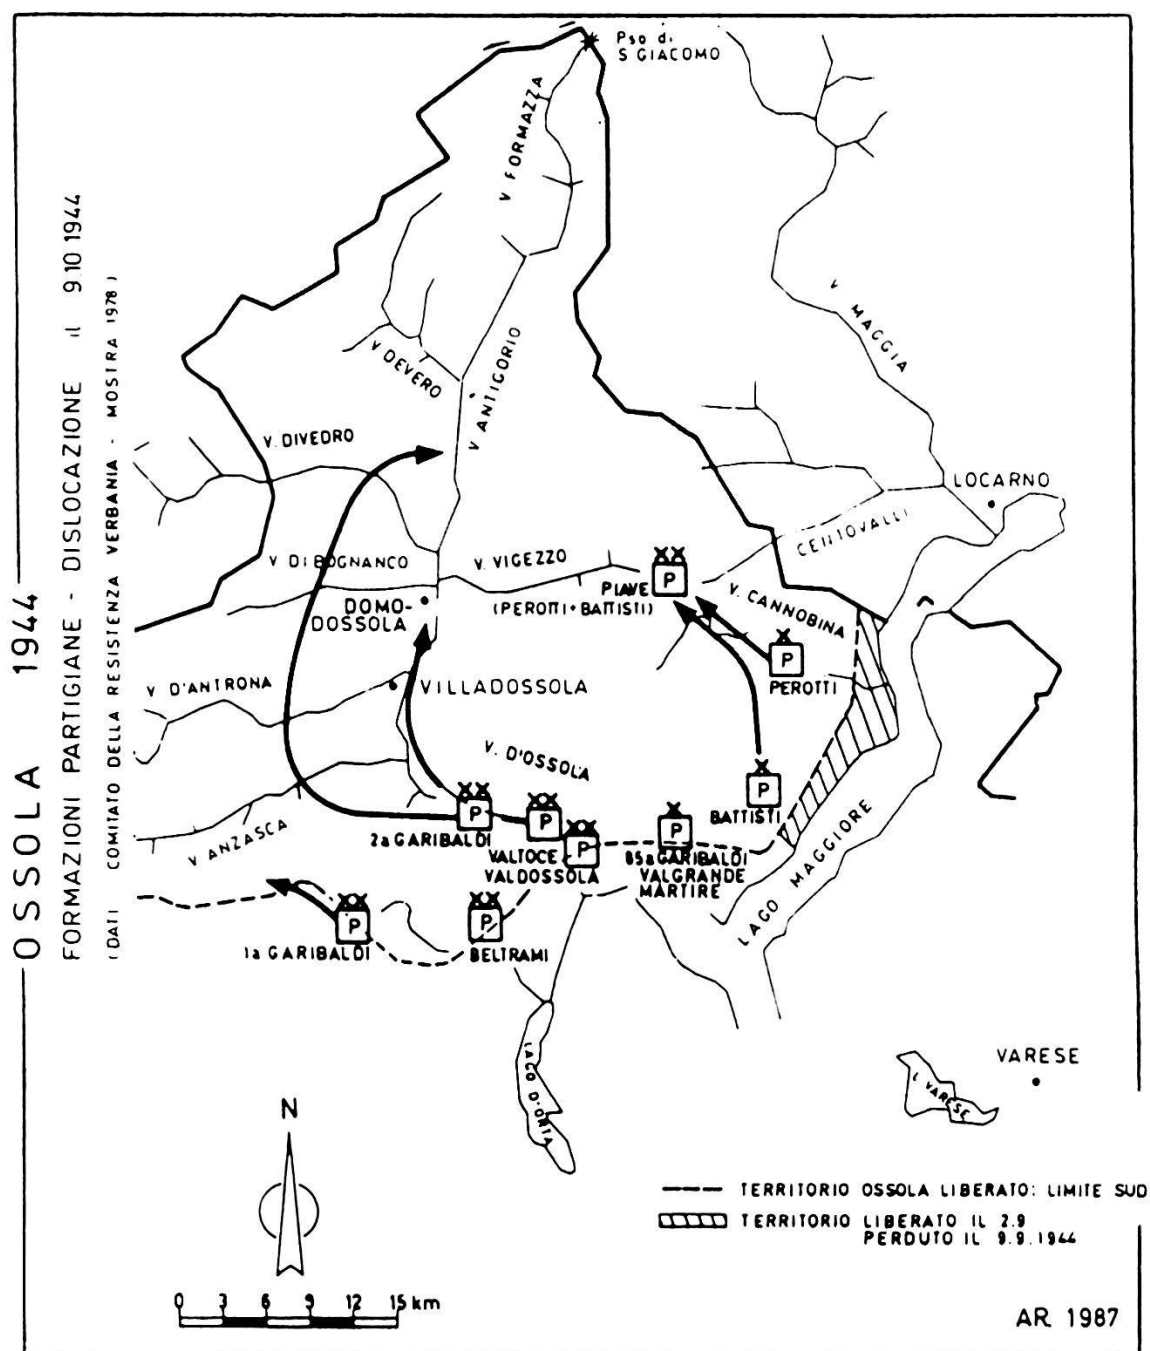 OSSOLA 1944
FORMAZIONI PARTIGIANE - DISLOCAZIONE il 9.10.1944
(DATI COMITATO DELLA RESISTENZA VERBANIA - MOSTRA 1978)
Pso di
S GIACOMO
V FORMAZZA
V MAGGIA
V DEVERO
V ANTIGORIO
V. DIVEDRO
LOCARNO
CENTOVALLI
V DI BOGNANCO
V. VIGEZZO
P
PIAVE
(PEROTTI+BATTISTI)
V. CANNOBINA
DOMO-
DOSSOLA
P
PEROTTI
V D'ANTRONA
VILLADOSSOLA
V. D'OSSOLA
P
BATTISTI
P
2a GARIBALDI
P
VALTOCE
P
VALDOSSOLA
P
85a GARIBALDI
VALGRANDE
MARTIRE
V ANZASCA
LAGO MAGGIORE
P
1a GARIBALDI
P
BELTRAMI
LAGO D'ORTA
VARESE
L VARESE
N
TERRITORIO OSSOLA LIBERATO: LIMITE SUD
TERRITORIO LIBERATO IL 2.9
PERDUTO IL 9.9.1944
0 3 6 9 12 15 km
AR. 1987